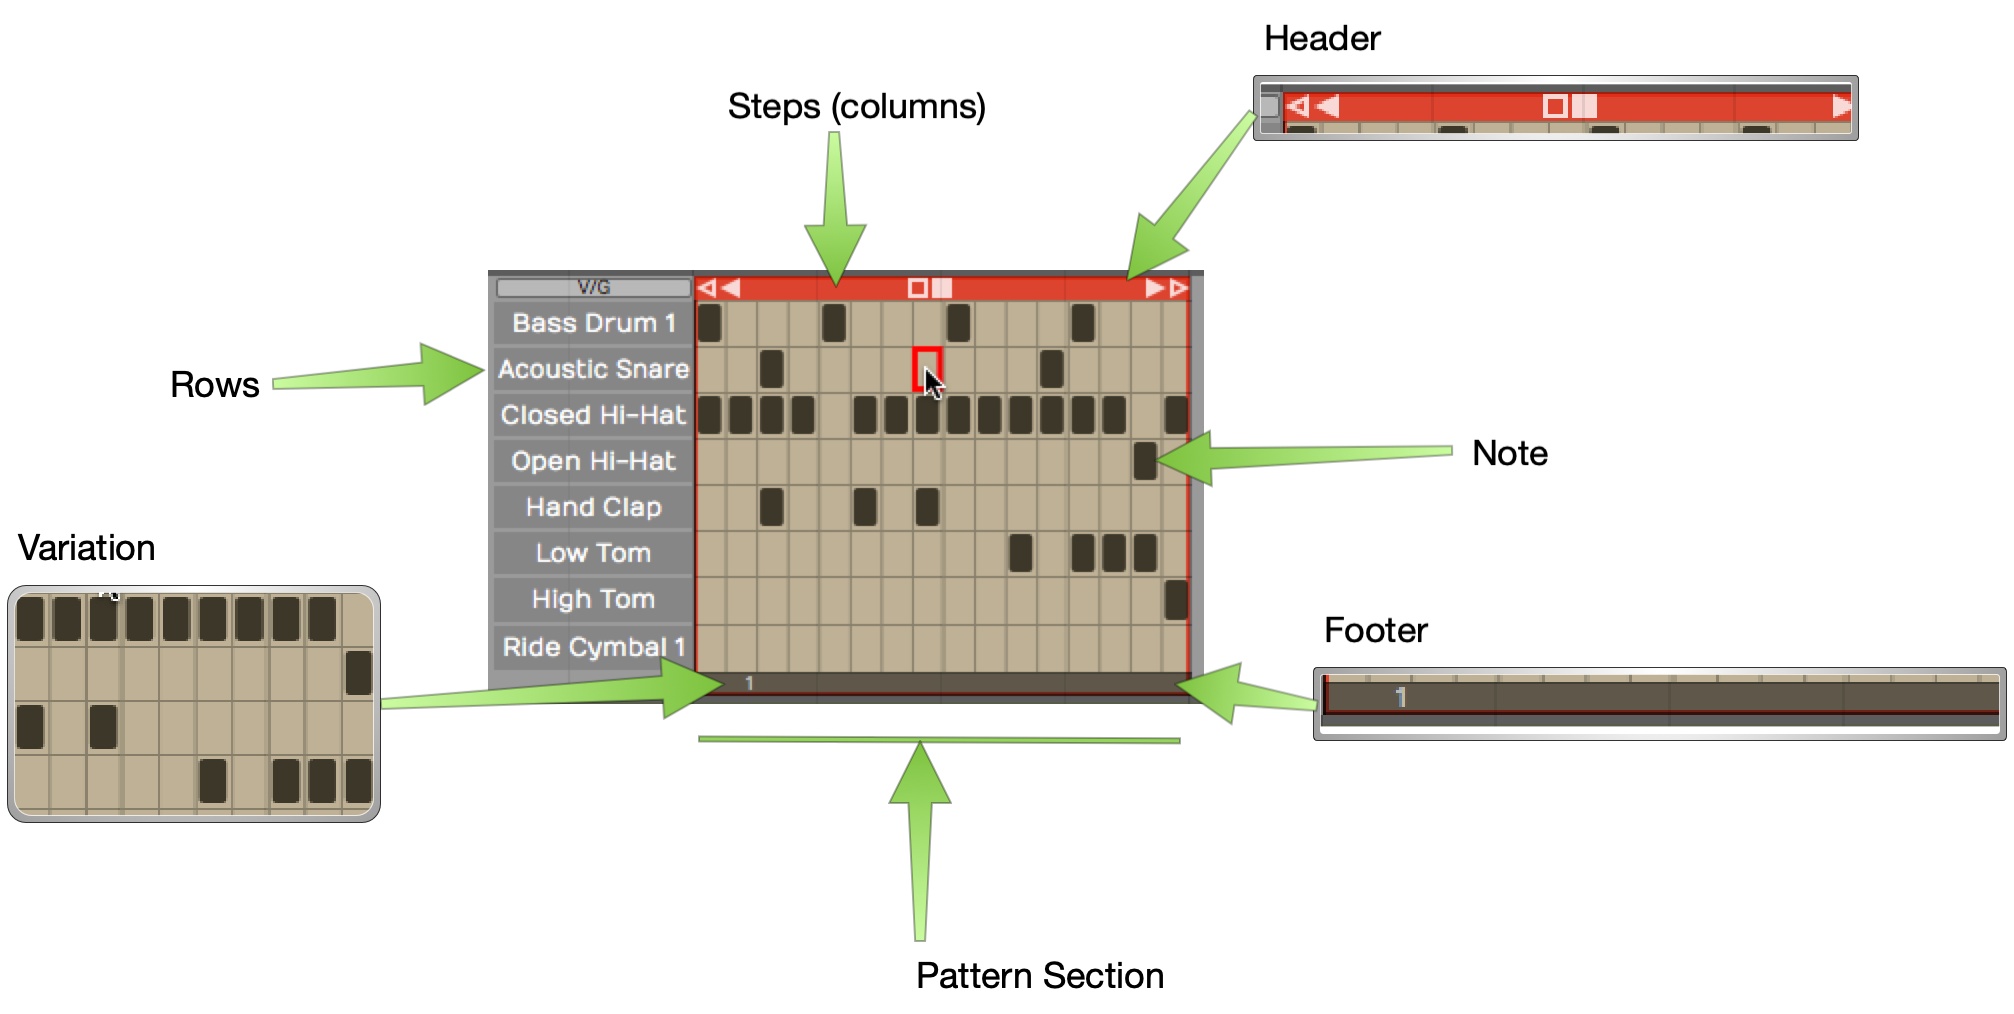 Header
Steps (columns)
V/G
Bass Drum 1
Acoustic Snare
Rows
Closed Hi-Hat
Open Hi-Hat
Note
Hand Clap
Variation
Low Tom
High Tom
Footer
Ride Cymbal 1
1
1
Pattern Section